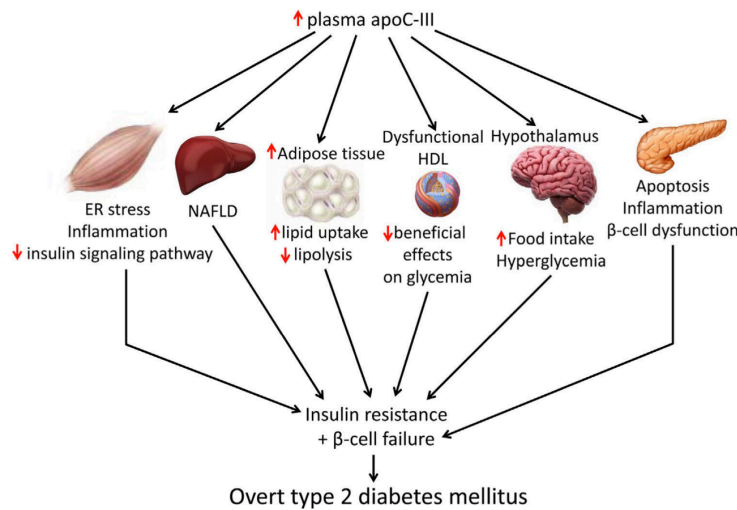 ↑ plasma apoC-III
ER stress
Inflammation
↓ insulin signaling pathway
NAFLD
↑ Adipose tissue
↑ lipid uptake
↓ lipolysis
Dysfunctional
HDL
↓ beneficial
effects
on glycemia
Hypothalamus
↑ Food intake
Hyperglycemia
Apoptosis
Inflammation
β-cell dysfunction
Insulin resistance
+ β-cell failure
Overt type 2 diabetes mellitus